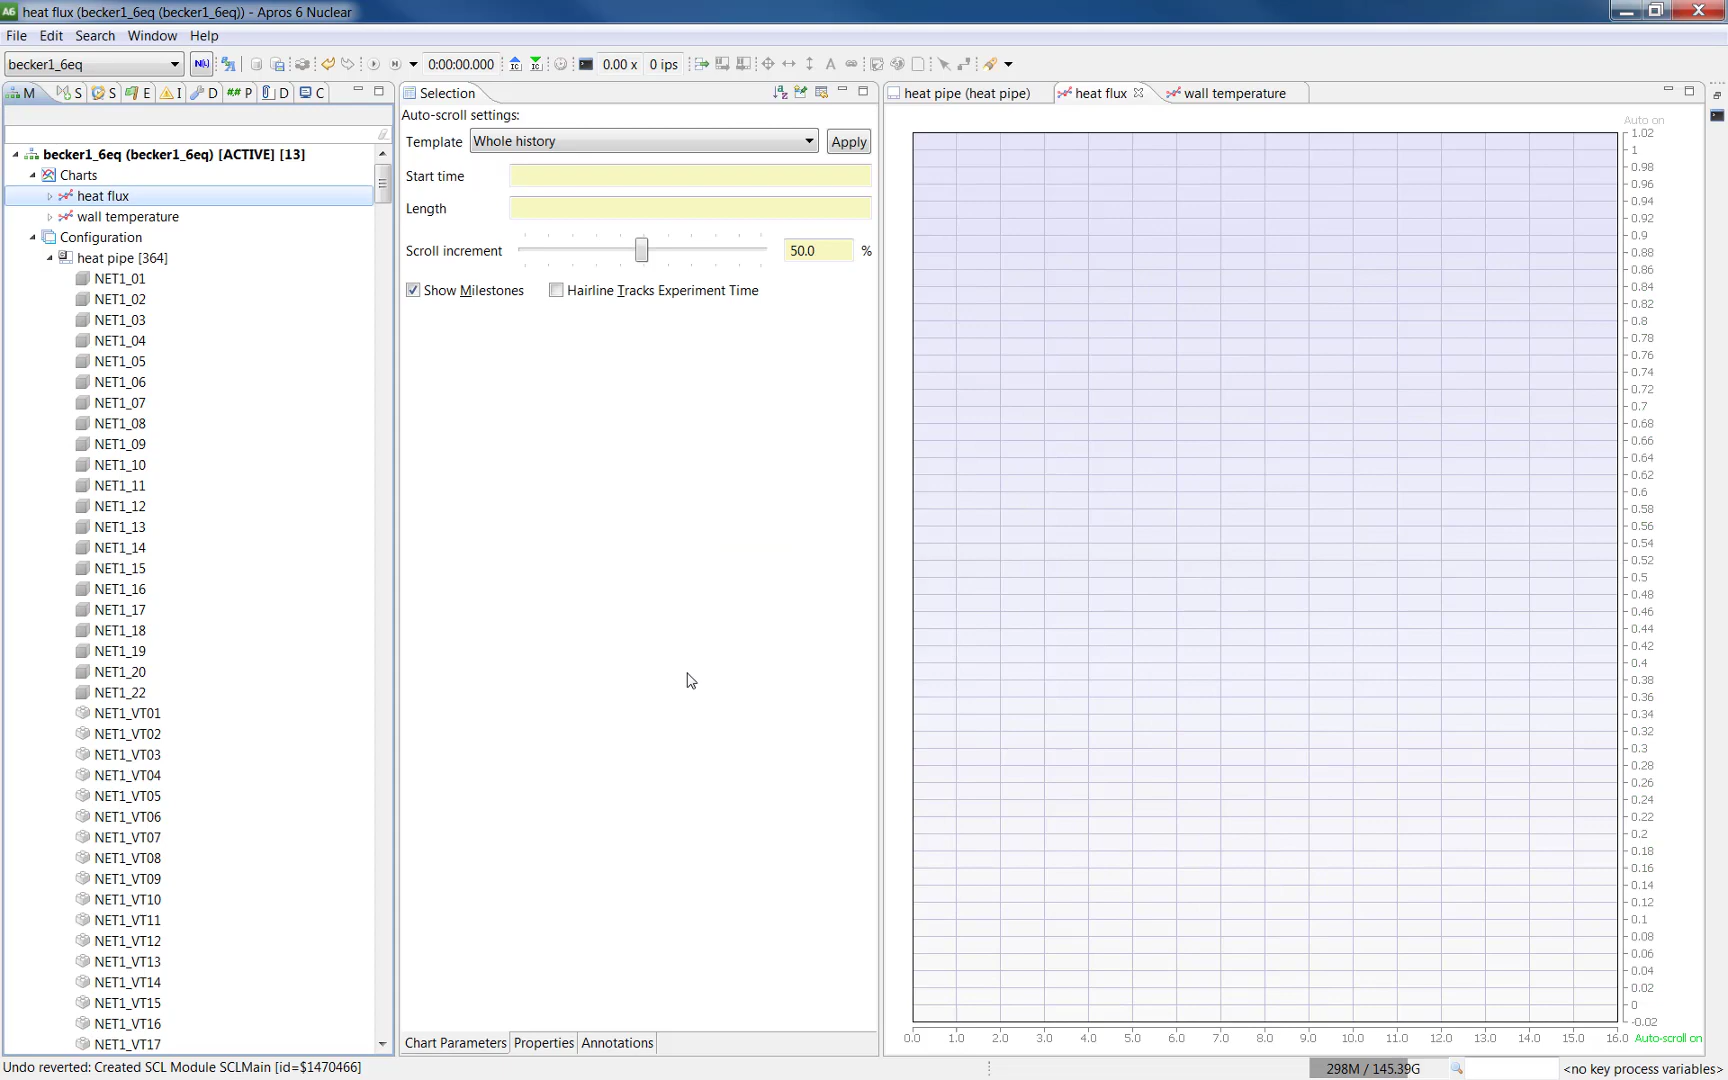 heat flux (becker1_6eq (becker1_6eq)) - Apros 6 Nuclear
File Edit Search Window Help
becker1_6eq 0:00:00.000 0.00 x 0 ips
M S S E I D ## P D C
Selection
heat pipe (heat pipe) heat flux wall temperature
Auto-scroll settings:
Template Whole history Apply
Start time
Length
Scroll increment 50.0 %
Show Milestones Hairline Tracks Experiment Time
becker1_6eq (becker1_6eq) [ACTIVE] [13]
Charts
heat flux
wall temperature
Configuration
heat pipe [364]
NET1_01
NET1_02
NET1_03
NET1_04
NET1_05
NET1_06
NET1_07
NET1_08
NET1_09
NET1_10
NET1_11
NET1_12
NET1_13
NET1_14
NET1_15
NET1_16
NET1_17
NET1_18
NET1_19
NET1_20
NET1_22
NET1_VT01
NET1_VT02
NET1_VT03
NET1_VT04
NET1_VT05
NET1_VT06
NET1_VT07
NET1_VT08
NET1_VT09
NET1_VT10
NET1_VT11
NET1_VT12
NET1_VT13
NET1_VT14
NET1_VT15
NET1_VT16
NET1_VT17
Chart Parameters Properties Annotations
Auto on
1.02
1
0.98
0.96
0.94
0.92
0.9
0.88
0.86
0.84
0.82
0.8
0.78
0.76
0.74
0.72
0.7
0.68
0.66
0.64
0.62
0.6
0.58
0.56
0.54
0.52
0.5
0.48
0.46
0.44
0.42
0.4
0.38
0.36
0.34
0.32
0.3
0.28
0.26
0.24
0.22
0.2
0.18
0.16
0.14
0.12
0.1
0.08
0.06
0.04
0.02
0
-0.02
0.0 1.0 2.0 3.0 4.0 5.0 6.0 7.0 8.0 9.0 10.0 11.0 12.0 13.0 14.0 15.0 16.0 Auto-scroll on
Undo reverted: Created SCL Module SCLMain [id=$1470466]
298M / 145.39G
<no key process variables>